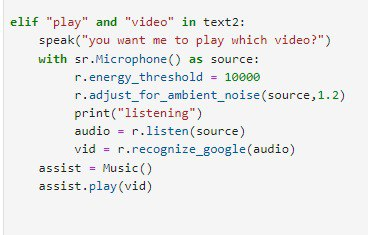 elif "play" and "video" in text2:
    speak("you want me to play which video?")
    with sr.Microphone() as source:
            r.energy_threshold = 10000
            r.adjust_for_ambient_noise(source,1.2)
            print("listening")
            audio = r.listen(source)
            vid = r.recognize_google(audio)
    assist = Music()
    assist.play(vid)